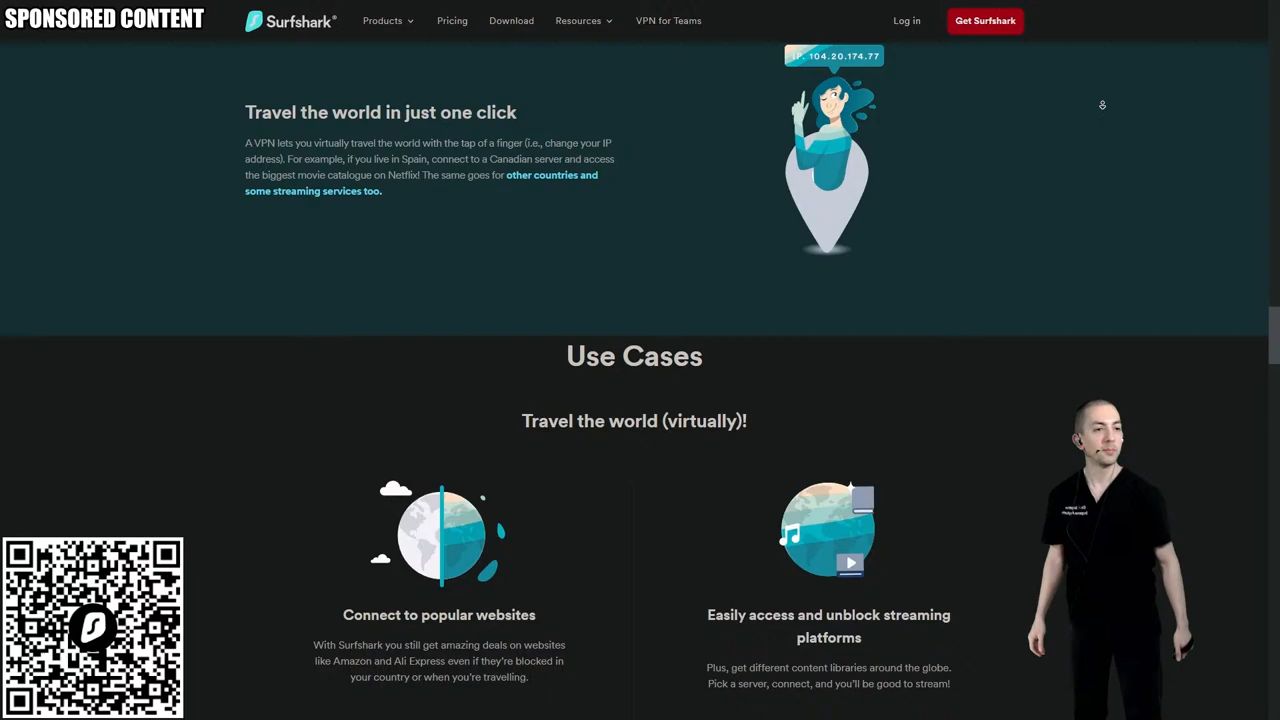 SPONSORED CONTENT
Surfshark®
Products
Pricing
Download
Resources
VPN for Teams
Log in
Get Surfshark
IP: 104.20.174.77
Travel the world in just one click
A VPN lets you virtually travel the world with the tap of a finger (i.e., change your IP
address). For example, if you live in Spain, connect to a Canadian server and access
the biggest movie catalogue on Netflix! The same goes for other countries and
some streaming services too.
Use Cases
Travel the world (virtually)!
Connect to popular websites
With Surfshark you still get amazing deals on websites
like Amazon and Ali Express even if they're blocked in
your country or when you're travelling.
Easily access and unblock streaming
platforms
Plus, get different content libraries around the globe.
Pick a server, connect, and you'll be good to stream!